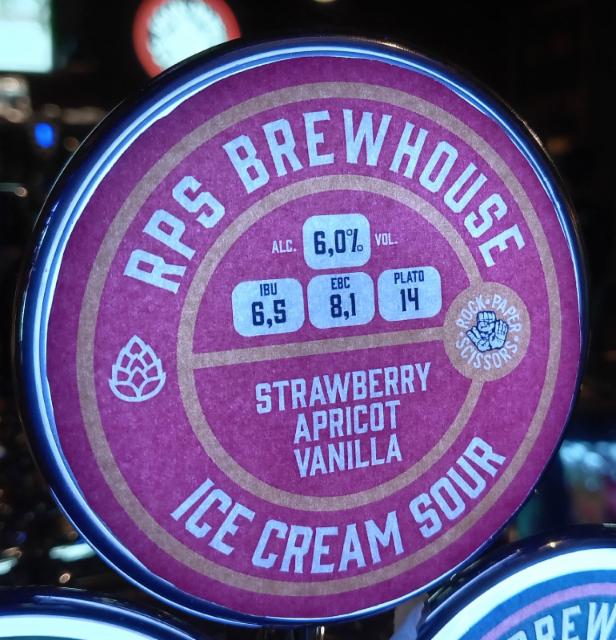 RPS BREWHOUSE
ALC. 6,0% VOL.
IBU
6,5
EBC
8,1
PLATO
14
ROCK • PAPER
SCISSORS
STRAWBERRY
APRICOT
VANILLA
ICE CREAM SOUR
REW